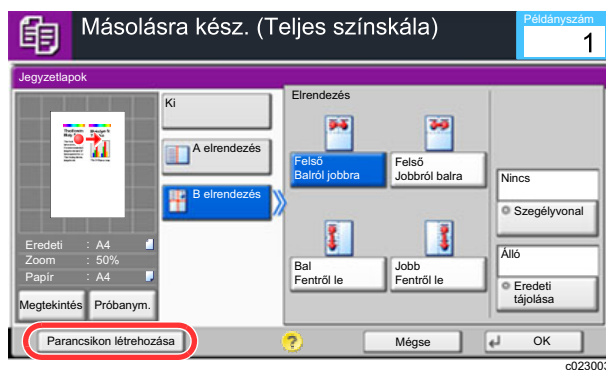 Másolásra kész. (Teljes színskála)
Példányszám
1
Jegyzetlapok
Ki
A elrendezés
B elrendezés
Elrendezés
Felső
Balról jobbra
Felső
Jobbról balra
Bal
Fentről le
Jobb
Fentről le
Nincs
Szegélyvonal
Álló
Eredeti
tájolása
Eredeti : A4
Zoom : 50%
Papír : A4
Megtekintés
Próbanym.
Parancsikon létrehozása
?
Mégse
OK
c023003